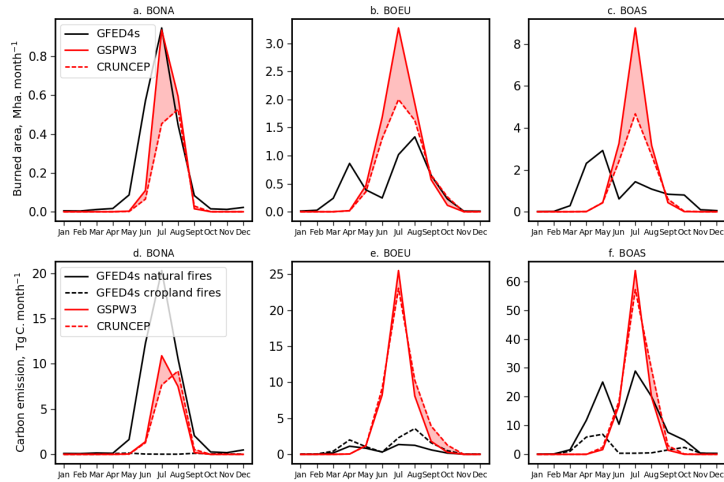 a. BONA
b. BOEU
c. BOAS
Burned area, Mha. month⁻¹
0.8
0.6
0.4
0.2
0.0
GFED4s
GSPW3
CRUNCEP
Jan Feb Mar Apr May Jun Jul Aug Sept Oct Nov Dec
3.0
2.5
2.0
1.5
1.0
0.5
0.0
Jan Feb Mar Apr May Jun Jul Aug Sept Oct Nov Dec
8
6
4
2
0
Jan Feb Mar Apr May Jun Jul Aug Sept Oct Nov Dec
d. BONA
e. BOEU
f. BOAS
Carbon emission, Tg C. month⁻¹
20
15
10
5
0
GFED4s natural fires
GFED4s cropland fires
GSPW3
CRUNCEP
Jan Feb Mar Apr May Jun Jul Aug Sept Oct Nov Dec
25
20
15
10
5
0
Jan Feb Mar Apr May Jun Jul Aug Sept Oct Nov Dec
60
50
40
30
20
10
0
Jan Feb Mar Apr May Jun Jul Aug Sept Oct Nov Dec